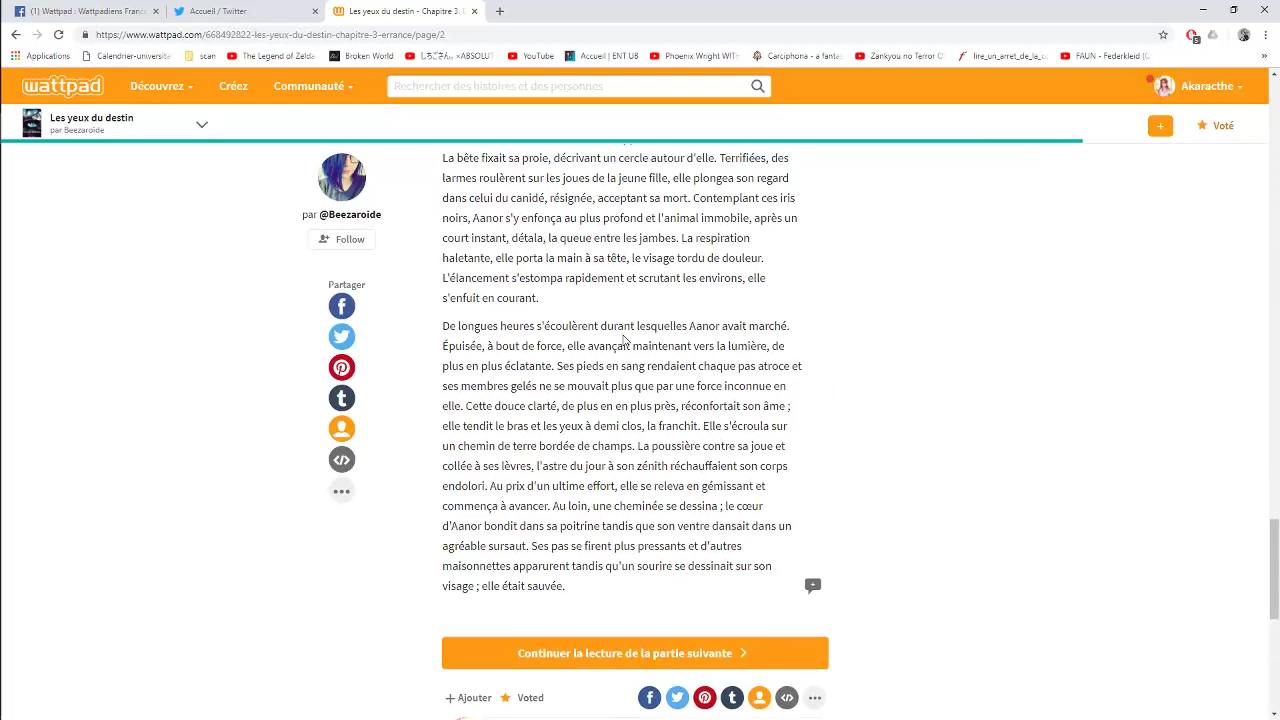 (1) Wattpad : Wattpadiens Franc
Accueil / Twitter
Les yeux du destin - Chapitre 3. E
https://www.wattpad.com/668492822-les-yeux-du-destin-chapitre-3-errance/page/2
Applications
Calendrier-universita
scan
The Legend of Zelda
Broken World
YouTube
Accueil | ENT UB
Phoenix Wright WIT
Carciphona - a fantas
Zankyou no Terror O
lire_un_arret_de_la_c
FAUN - Federkleid (O
wattpad
Découvrez
Créez
Communauté
Rechercher des histoires et des personnes
Akaracthe
Les yeux du destin
par Beezaroide
+
Voté
La bête fixait sa proie, décrivant un cercle autour d'elle. Terrifiées, des
larmes roulèrent sur les joues de la jeune fille, elle plongea son regard
dans celui du canidé, résignée, acceptant sa mort. Contemplant ces iris
noirs, Aanor s'y enfonça au plus profond et l'animal immobile, après un
court instant, détala, la queue entre les jambes. La respiration
haletante, elle porta la main à sa tête, le visage tordu de douleur.
L'élancement s'estompa rapidement et scrutant les environs, elle
s'enfuit en courant.
par @Beezaroide
Follow
Partager
De longues heures s'écoulèrent durant lesquelles Aanor avait marché.
Épuisée, à bout de force, elle avançait maintenant vers la lumière, de
plus en plus éclatante. Ses pieds en sang rendaient chaque pas atroce et
ses membres gelés ne se mouvait plus que par une force inconnue en
elle. Cette douce clarté, de plus en en plus près, réconfortait son âme ;
elle tendit le bras et les yeux à demi clos, la franchit. Elle s'écroula sur
un chemin de terre bordée de champs. La poussière contre sa joue et
collée à ses lèvres, l'astre du jour à son zénith réchauffaient son corps
endolori. Au prix d'un ultime effort, elle se releva en gémissant et
commença à avancer. Au loin, une cheminée se dessina ; le cœur
d'Aanor bondit dans sa poitrine tandis que son ventre dansait dans un
agréable sursaut. Ses pas se firent plus pressants et d'autres
maisonnettes apparurent tandis qu'un sourire se dessinait sur son
visage ; elle était sauvée.
Continuer la lecture de la partie suivante
Ajouter
Voted